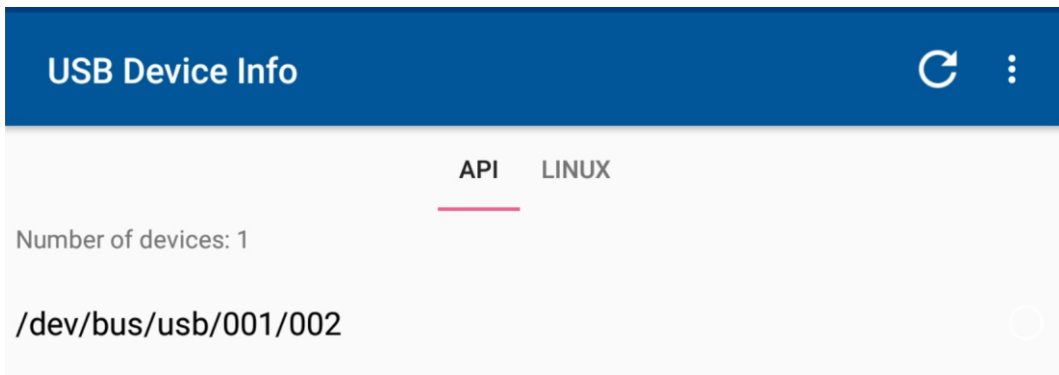 USB Device Info
API LINUX
Number of devices: 1
/dev/bus/usb/001/002